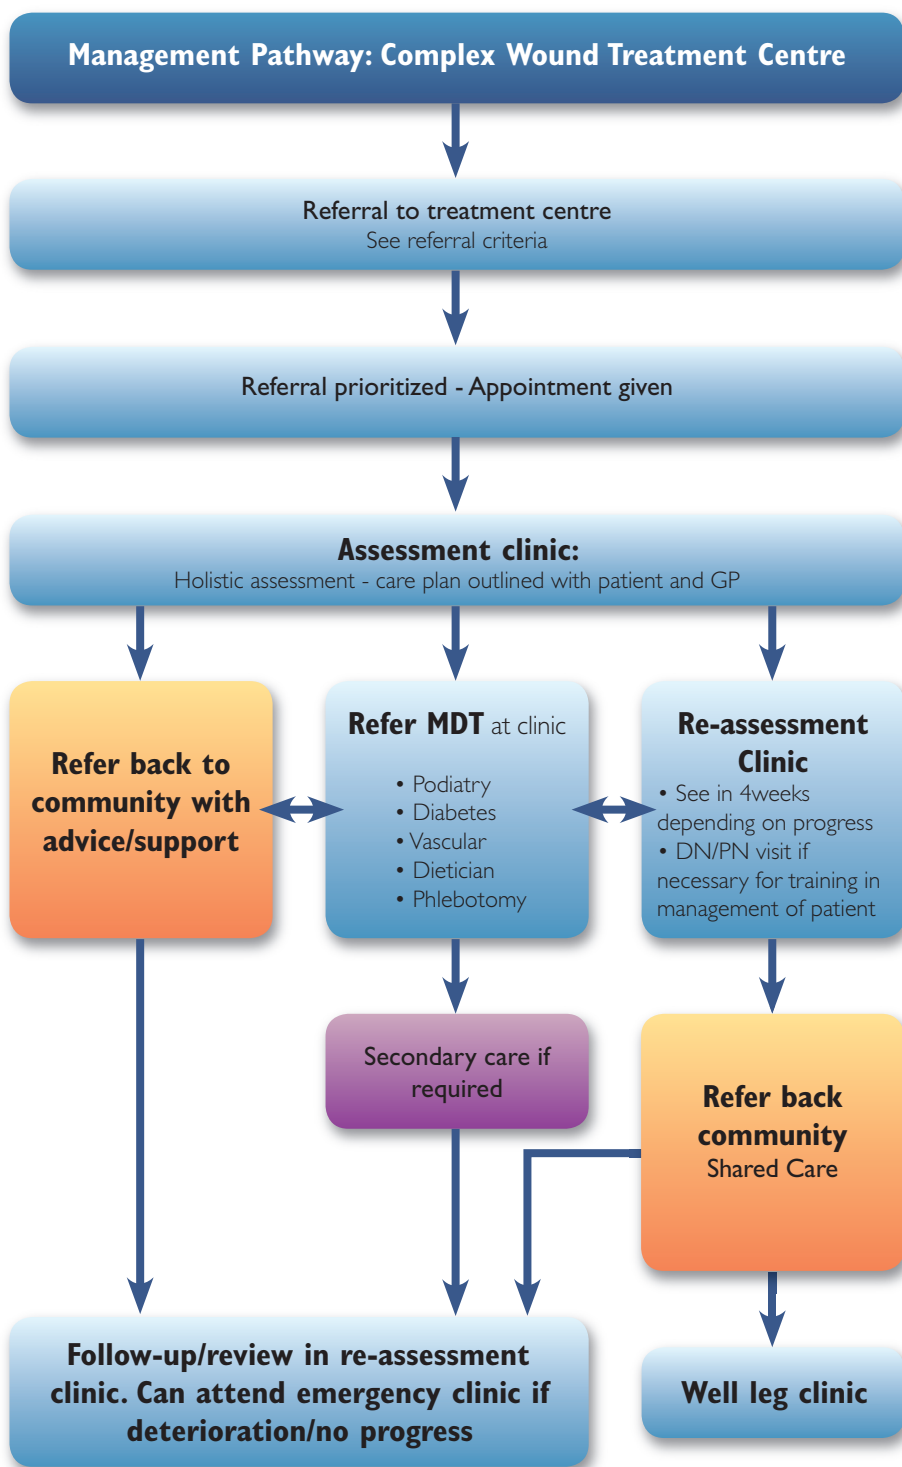 Management Pathway: Complex Wound Treatment Centre
Referral to treatment centre
See referral criteria
Referral prioritized - Appointment given
Assessment clinic:
Holistic assessment - care plan outlined with patient and GP
Refer back to
community with
advice/support
Refer MDT at clinic
• Podiatry
• Diabetes
• Vascular
• Dietician
• Phlebotomy
Re-assessment
Clinic
• See in 4weeks
depending on progress
• DN/PN visit if
necessary for training in
management of patient
Secondary care if
required
Refer back
community
Shared Care
Follow-up/review in re-assessment
clinic. Can attend emergency clinic if
deterioration/no progress
Well leg clinic